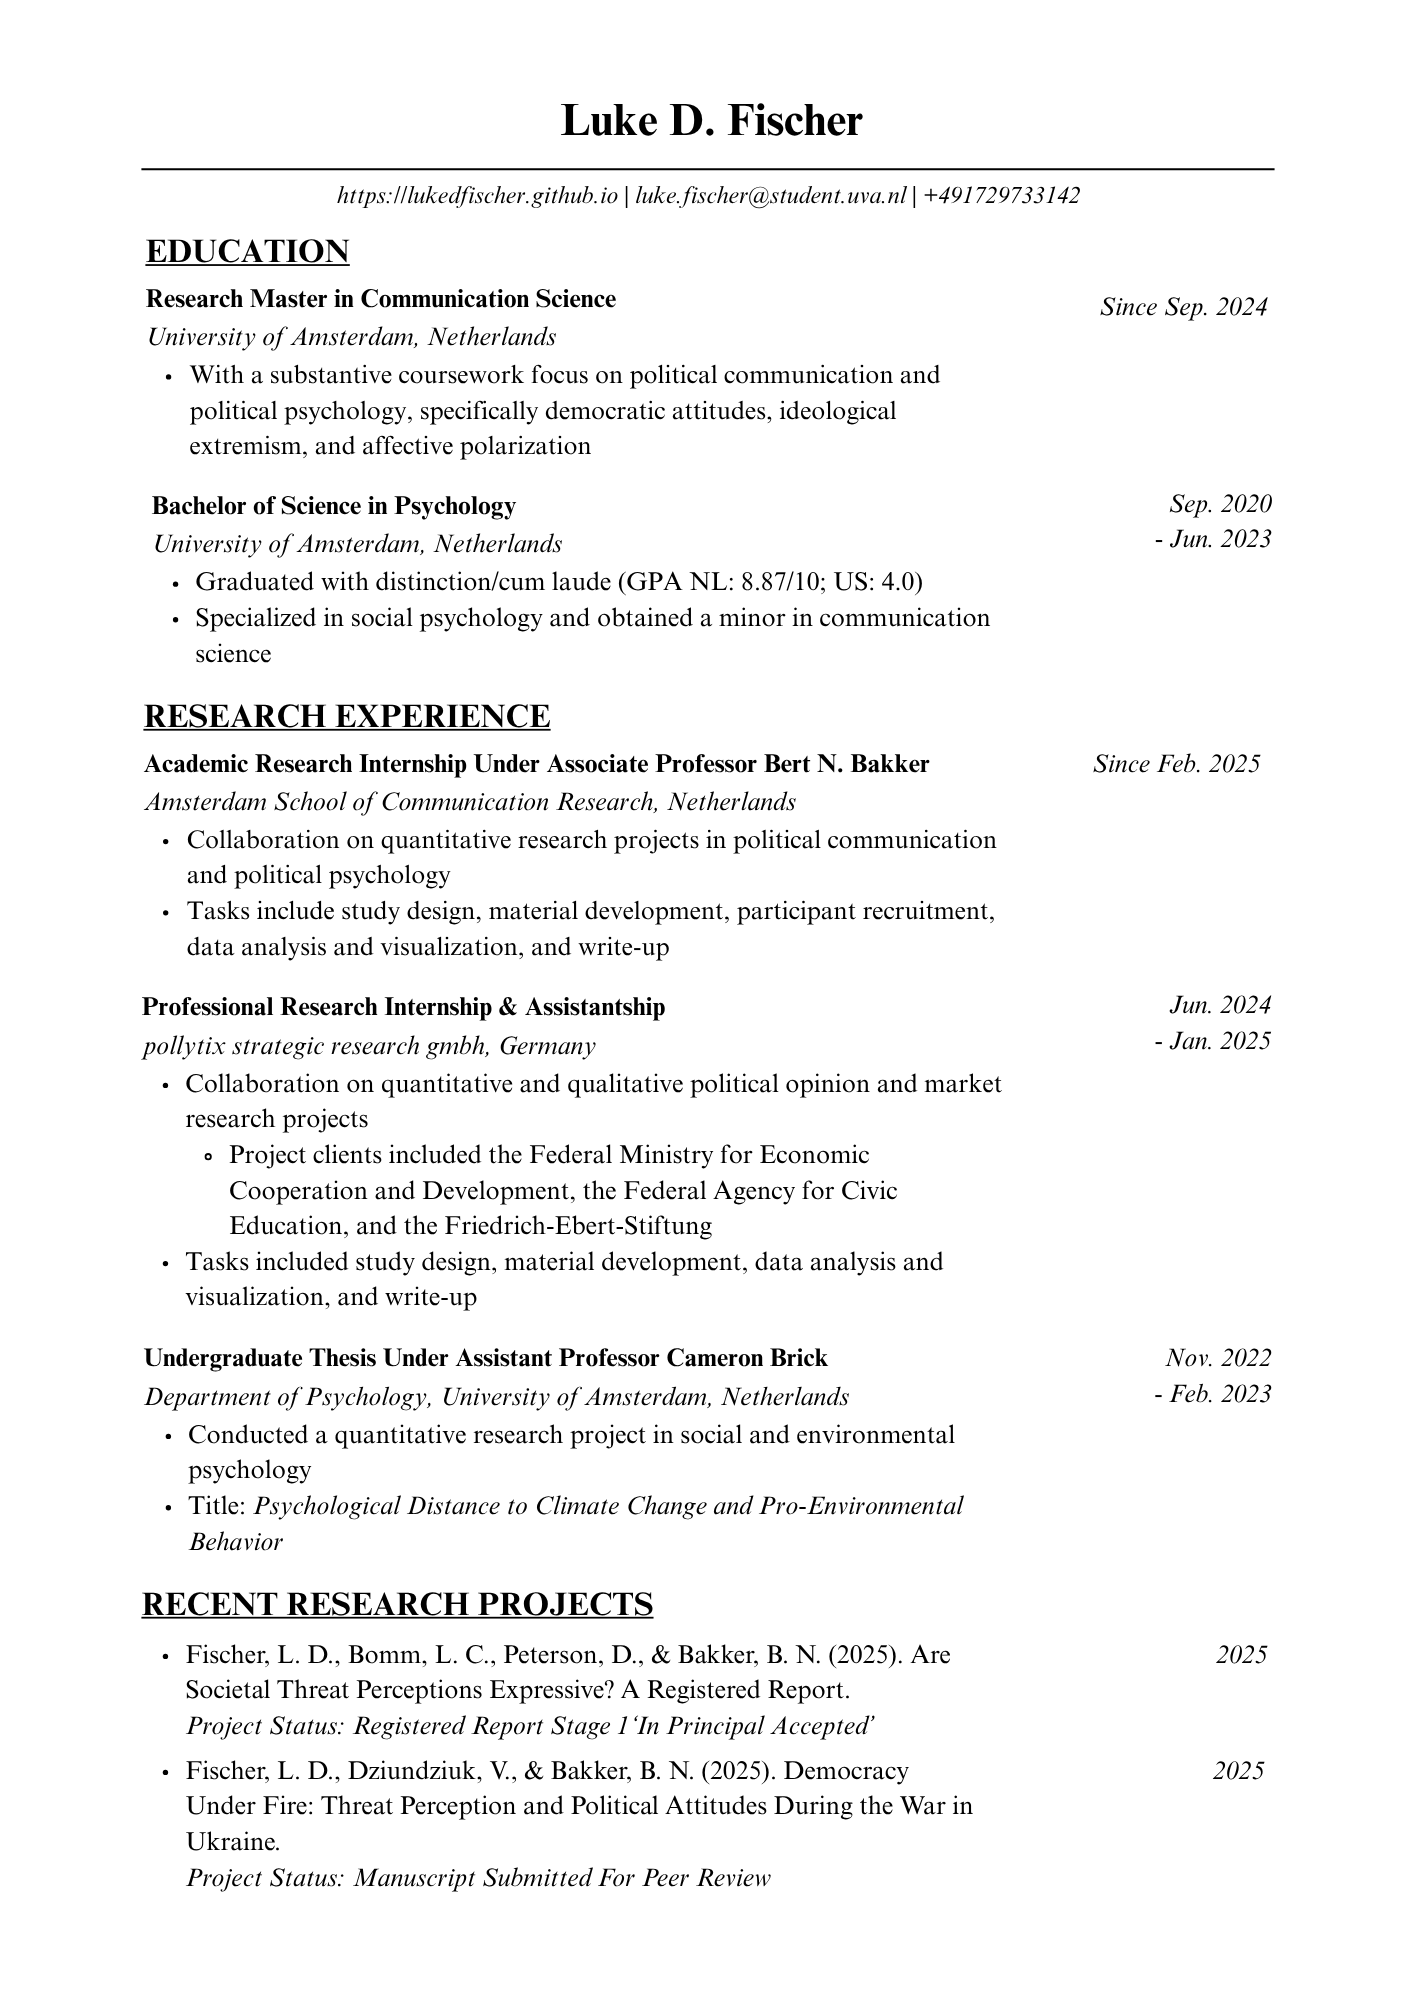 Luke D. Fischer
https://lukedfischer.github.io | luke.fischer@student.uva.nl | +491729733142
EDUCATION
Research Master in Communication Science
Since Sep. 2024
University of Amsterdam, Netherlands
• With a substantive coursework focus on political communication and
political psychology, specifically democratic attitudes, ideological
extremism, and affective polarization
Bachelor of Science in Psychology
Sep. 2020
- Jun. 2023
University of Amsterdam, Netherlands
• Graduated with distinction/cum laude (GPA NL: 8.87/10; US: 4.0)
• Specialized in social psychology and obtained a minor in communication
science
RESEARCH EXPERIENCE
Academic Research Internship Under Associate Professor Bert N. Bakker
Since Feb. 2025
Amsterdam School of Communication Research, Netherlands
• Collaboration on quantitative research projects in political communication
and political psychology
• Tasks include study design, material development, participant recruitment,
data analysis and visualization, and write-up
Professional Research Internship & Assistantship
Jun. 2024
- Jan. 2025
pollytix strategic research gmbh, Germany
• Collaboration on quantitative and qualitative political opinion and market
research projects
◦ Project clients included the Federal Ministry for Economic
Cooperation and Development, the Federal Agency for Civic
Education, and the Friedrich-Ebert-Stiftung
• Tasks included study design, material development, data analysis and
visualization, and write-up
Undergraduate Thesis Under Assistant Professor Cameron Brick
Nov. 2022
- Feb. 2023
Department of Psychology, University of Amsterdam, Netherlands
• Conducted a quantitative research project in social and environmental
psychology
• Title: Psychological Distance to Climate Change and Pro-Environmental
Behavior
RECENT RESEARCH PROJECTS
• Fischer, L. D., Bomm, L. C., Peterson, D., & Bakker, B. N. (2025). Are
2025
Societal Threat Perceptions Expressive? A Registered Report.
Project Status: Registered Report Stage 1 ‘In Principal Accepted’
• Fischer, L. D., Dziundziuk, V., & Bakker, B. N. (2025). Democracy
2025
Under Fire: Threat Perception and Political Attitudes During the War in
Ukraine.
Project Status: Manuscript Submitted For Peer Review